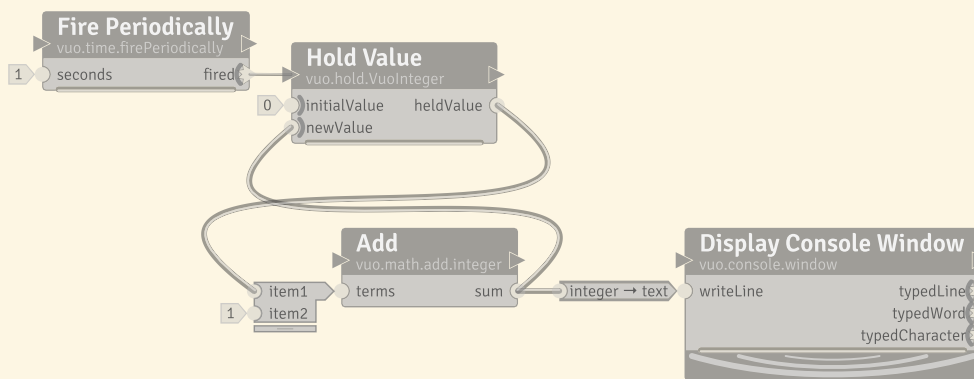 Fire Periodically
vuo.time.firePeriodically
1 seconds fired
Hold Value
vuo.hold.VuoInteger
0 initialValue heldValue
newValue
Add
vuo.math.add.integer
item1 terms sum
1 item2
integer → text
Display Console Window
vuo.console.window
writeLine typedLine
typedWord
typedCharacter